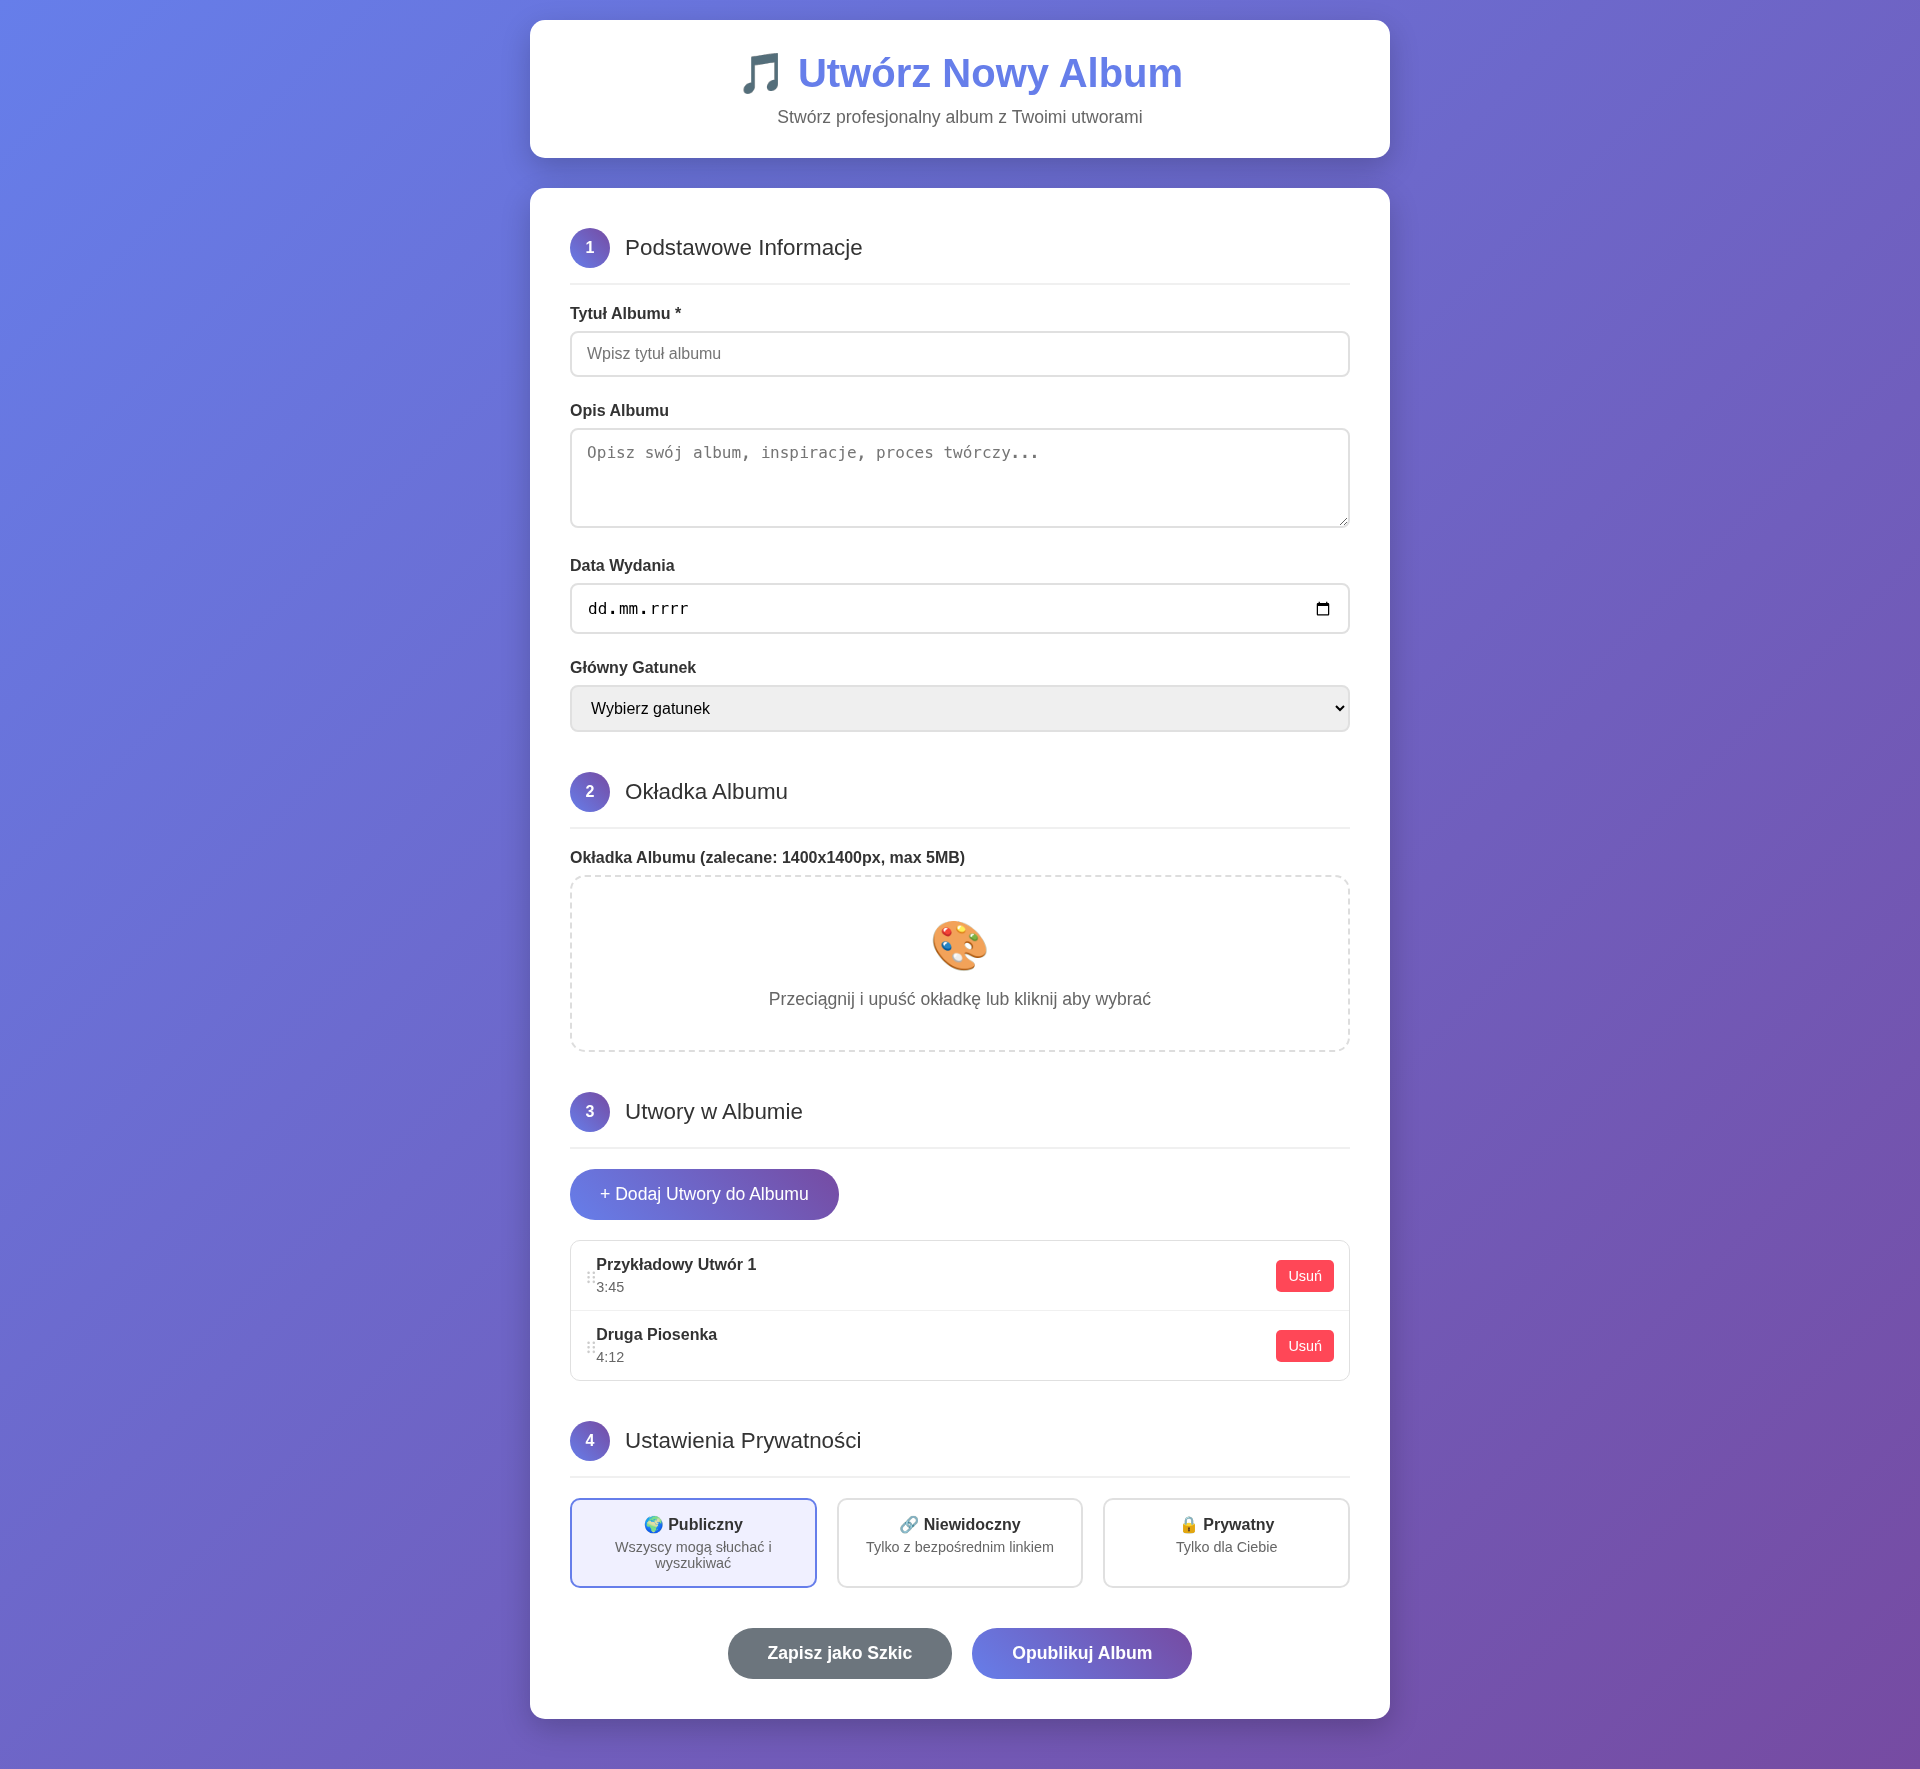 🎵 Utwórz Nowy Album
Stwórz profesjonalny album z Twoimi utworami
1 Podstawowe Informacje
Tytuł Albumu *
Wpisz tytuł albumu
Opis Albumu
Opisz swój album, inspiracje, proces twórczy...
Data Wydania
dd.mm.rrrr
Główny Gatunek
Wybierz gatunek
2 Okładka Albumu
Okładka Albumu (zalecane: 1400x1400px, max 5MB)
Przeciągnij i upuść okładkę lub kliknij aby wybrać
3 Utwory w Albumie
+ Dodaj Utwory do Albumu
Przykładowy Utwór 1
3:45
Usuń
Druga Piosenka
4:12
Usuń
4 Ustawienia Prywatności
🌍 Publiczny
Wszyscy mogą słuchać i
wyszukiwać
🔗 Niewidoczny
Tylko z bezpośrednim linkiem
🔒 Prywatny
Tylko dla Ciebie
Zapisz jako Szkic
Opublikuj Album